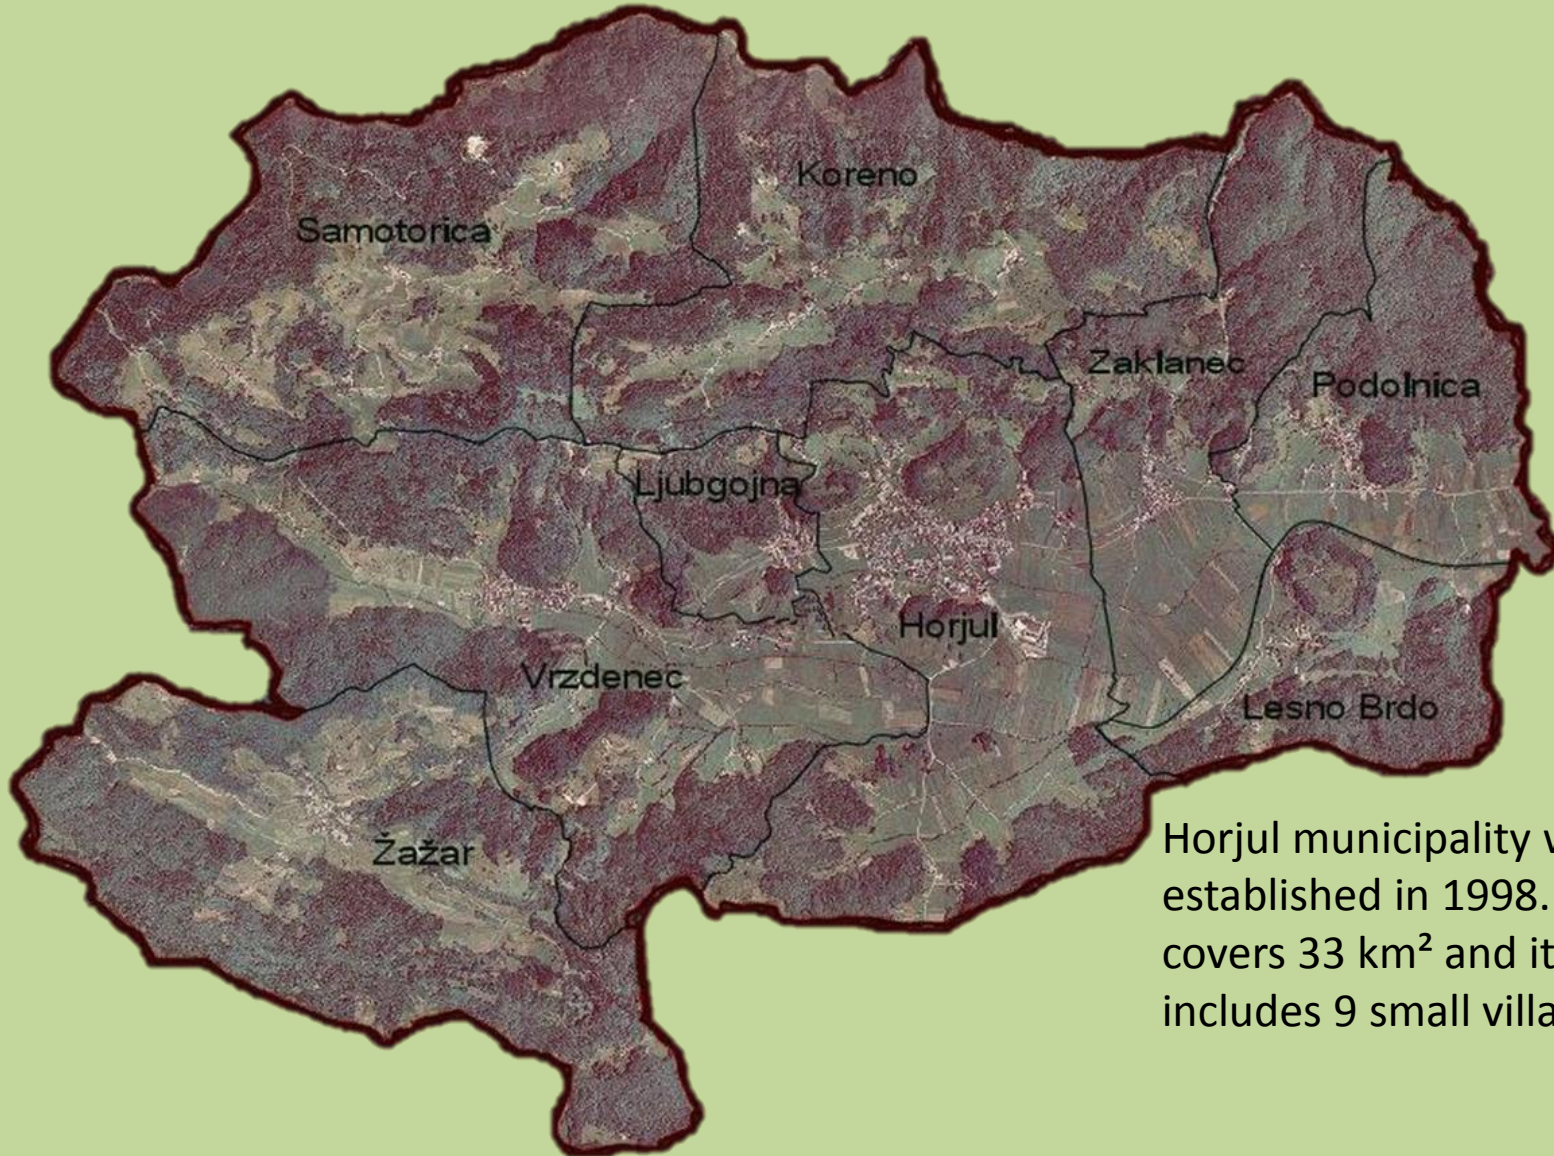 Koreno
Samotorica
Zaklanec
Podolnica
Ljubgojna
Horjul
Vrzdenec
Lesno Brdo
Žažar
Horjul municipality
established in 1998.
covers 33 km² and it
includes 9 small